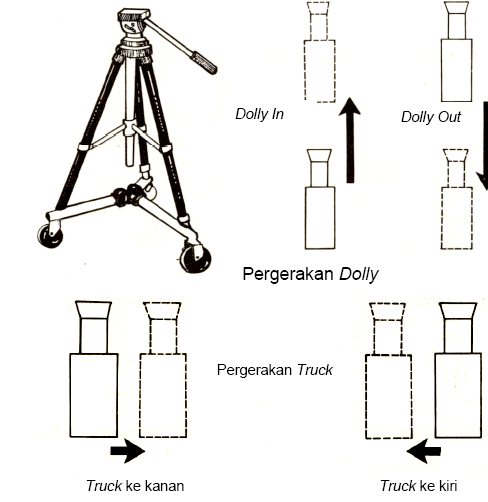 Dolly In
Dolly Out
Pergerakan Dolly
Pergerakan Truck
Truck ke kanan
Truck ke kiri